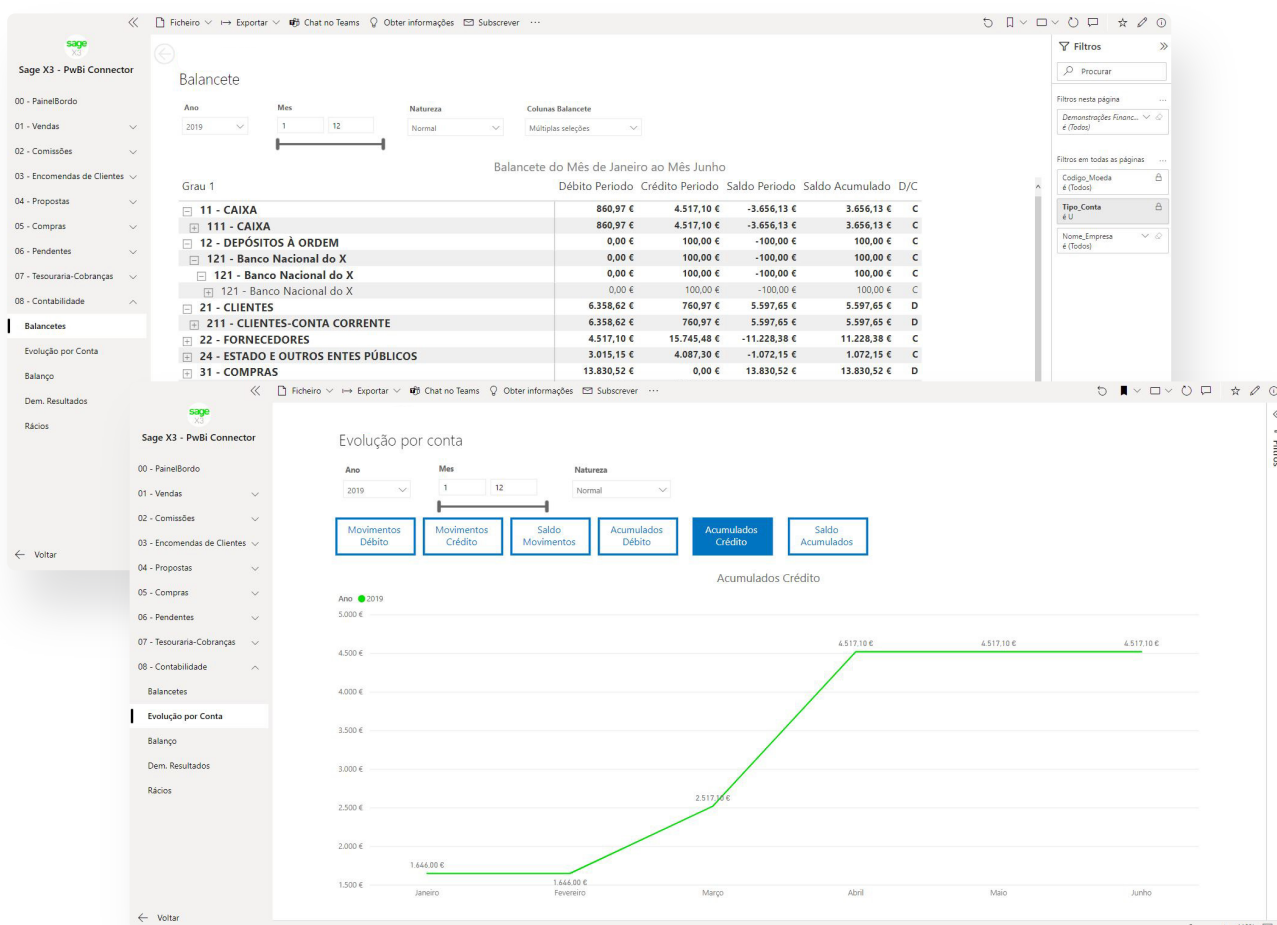 Ficheiro Exportar Chat no Teams Obter informações Subscrever ···
sage
X3
Sage X3 - PwBi Connector
00 - PainelBordo
01 - Vendas
02 - Comissões
03 - Encomendas de Clientes
04 - Propostas
05 - Compras
06 - Pendentes
07 - Tesouraria-Cobranças
08 - Contabilidade
Balancetes
Evolução por Conta
Balanço
Dem. Resultados
Rácios
Voltar
Balancete
Ano Mes Natureza Colunas Balancete
2019 1 12 Normal Múltiplas seleções
Balancete do Mês de Janeiro ao Mês Junho
Grau 1 Débito Periodo Crédito Periodo Saldo Periodo Saldo Acumulado D/C
11 - CAIXA 860,97 € 4.517,10 € -3.656,13 € 3.656,13 € C
111 - CAIXA 860,97 € 4.517,10 € -3.656,13 € 3.656,13 € C
12 - DEPÓSITOS À ORDEM 0,00 € 100,00 € -100,00 € 100,00 € C
121 - Banco Nacional do X 0,00 € 100,00 € -100,00 € 100,00 € C
121 - Banco Nacional do X 0,00 € 100,00 € -100,00 € 100,00 € C
121 - Banco Nacional do X 0,00 € 100,00 € -100,00 € 100,00 € C
21 - CLIENTES 6.358,62 € 760,97 € 5.597,65 € 5.597,65 € D
211 - CLIENTES-CONTA CORRENTE 6.358,62 € 760,97 € 5.597,65 € 5.597,65 € D
22 - FORNECEDORES 4.517,10 € 15.745,48 € -11.228,38 € 11.228,38 € C
24 - ESTADO E OUTROS ENTES PÚBLICOS 3.015,15 € 4.087,30 € -1.072,15 € 1.072,15 € C
31 - COMPRAS 13.830,52 € 0,00 € 13.830,52 € 13.830,52 € D
Filtros
Procurar
Filtros nesta página ...
Demonstrações Financ...
é (Todos)
Filtros em todas as páginas ...
Codigo_Moeda
é (Todos)
Tipo_Conta
é U
Nome_Empresa
é (Todos)
Ficheiro Exportar Chat no Teams Obter informações Subscrever ···
sage
X3
Sage X3 - PwBi Connector
00 - PainelBordo
01 - Vendas
02 - Comissões
03 - Encomendas de Clientes
04 - Propostas
05 - Compras
06 - Pendentes
07 - Tesouraria-Cobranças
08 - Contabilidade
Balancetes
Evolução por Conta
Balanço
Dem. Resultados
Rácios
Voltar
Evolução por conta
Ano Mes Natureza
2019 1 12 Normal
Movimentos Débito
Movimentos Crédito
Saldo Movimentos
Acumulados Débito
Acumulados Crédito
Saldo Acumulados
Acumulados Crédito
Ano 2019
5.000 €
4.500 €
4.000 €
3.500 €
3.000 €
2.500 €
2.000 €
1.500 €
1.646,00 €
1.646,00 €
2.517,10 €
4.517,10 €
4.517,10 €
4.517,10 €
Janeiro Fevereiro Março Abril Maio Junho
Filtros